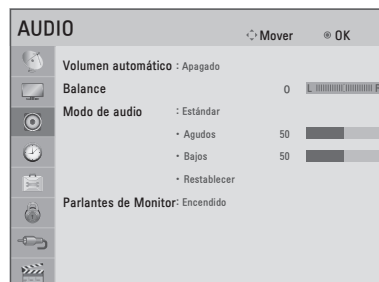 AUDIO Mover OK
Volumen automático : Apagado
Balance 0 L R
Modo de audio : Estándar
• Agudos 50
• Bajos 50
• Restablecer
Parlantes de Monitor: Encendido